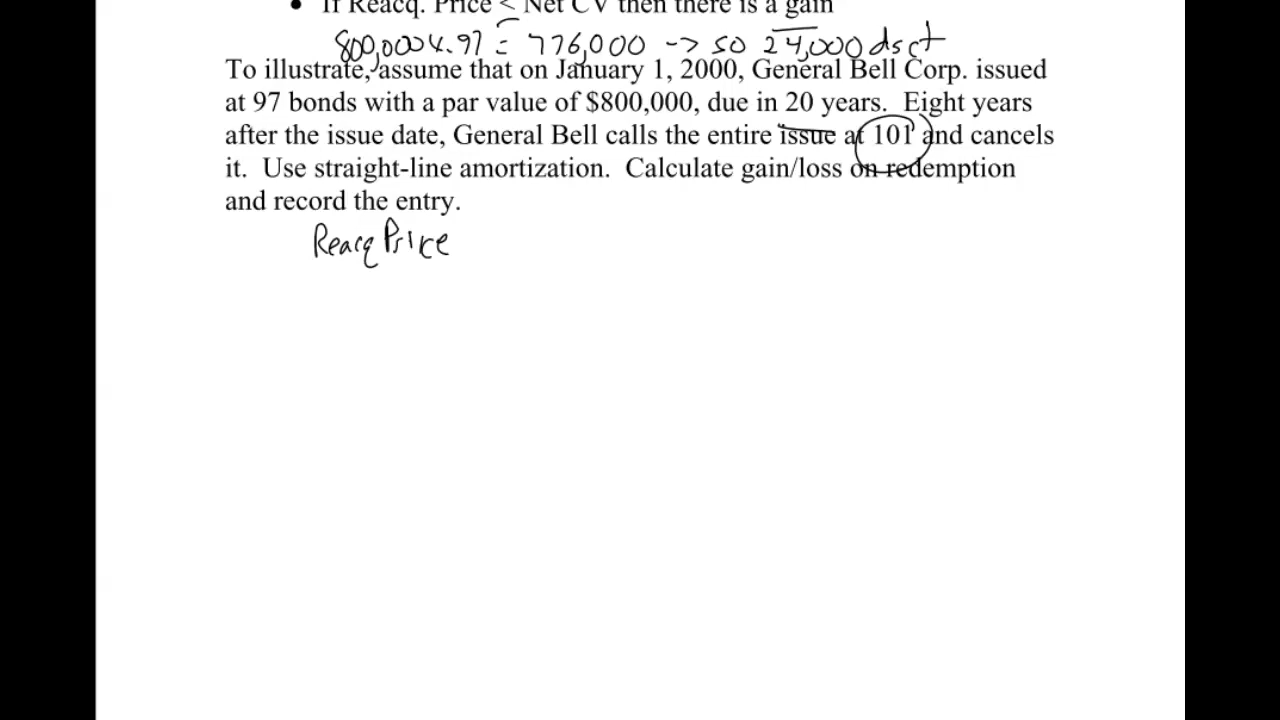 • If Reacq. Price < Net CV then there is a gain
800,000 x .97 = 776,000 -> so 24,000 dsct
To illustrate, assume that on January 1, 2000, General Bell Corp. issued
at 97 bonds with a par value of $800,000, due in 20 years. Eight years
after the issue date, General Bell calls the entire issue at 101 and cancels
it. Use straight-line amortization. Calculate gain/loss on redemption
and record the entry.
Reacq Price